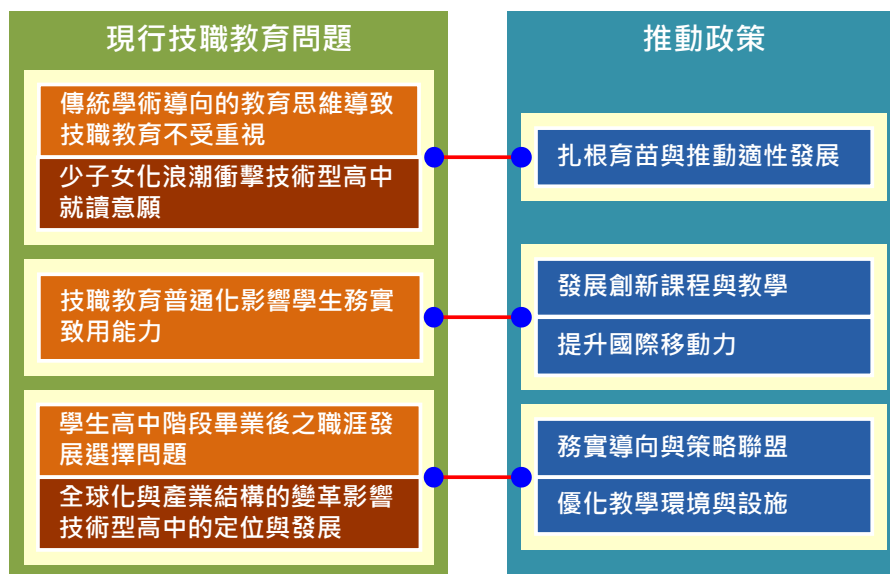 現行技職教育問題
傳統學術導向的教育思維導致
技職教育不受重視
少子女化浪潮衝擊技術型高中
就讀意願
技職教育普通化影響學生務實
致用能力
學生高中階段畢業後之職涯發
展選擇問題
全球化與產業結構的變革影響
技術型高中的定位與發展
推動政策
扎根育苗與推動適性發展
發展創新課程與教學
提升國際移動力
務實導向與策略聯盟
優化教學環境與設施